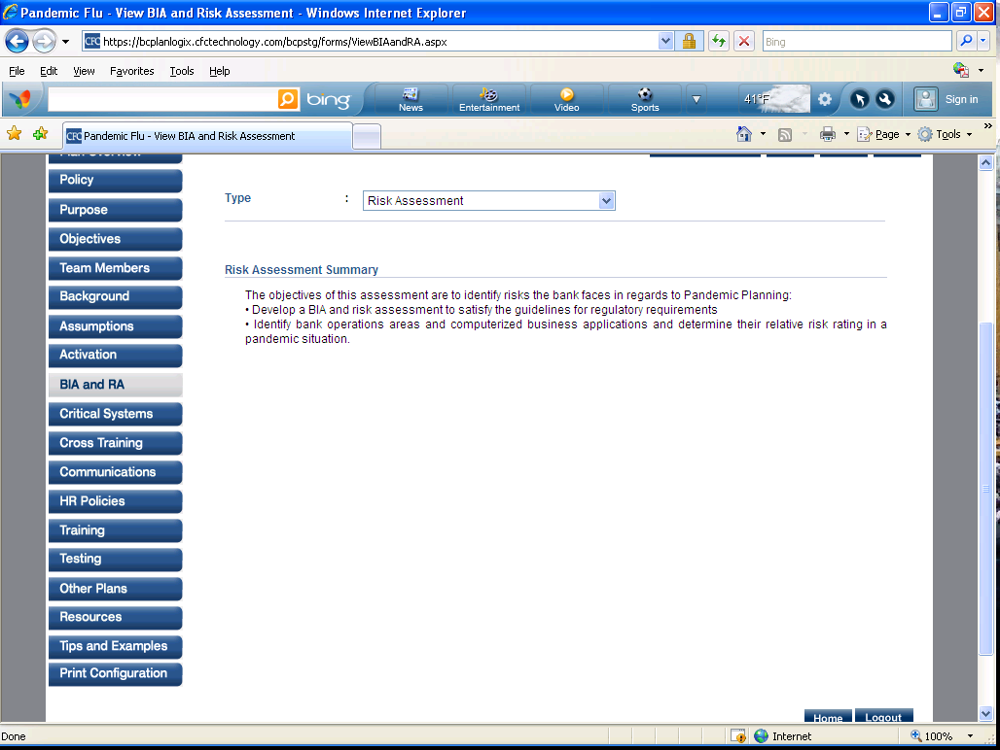 Pandemic Flu - View BIA and Risk Assessment - Windows Internet Explorer
CFC https://bcplanlogix.cfctechnology.com/bcpstg/forms/ViewBIAandRA.aspx
Bing
File Edit View Favorites Tools Help
bing News Entertainment Video Sports 41°F Sign in
CFC Pandemic Flu - View BIA and Risk Assessment
Page Tools »
Plan Overview
Policy
Purpose
Objectives
Team Members
Background
Assumptions
Activation
BIA and RA
Critical Systems
Cross Training
Communications
HR Policies
Training
Testing
Other Plans
Resources
Tips and Examples
Print Configuration
Type : Risk Assessment
Risk Assessment Summary
The objectives of this assessment are to identify risks the bank faces in regards to Pandemic Planning:
• Develop a BIA and risk assessment to satisfy the guidelines for regulatory requirements
• Identify bank operations areas and computerized business applications and determine their relative risk rating in a
pandemic situation.
Home Logout
Done Internet 100%